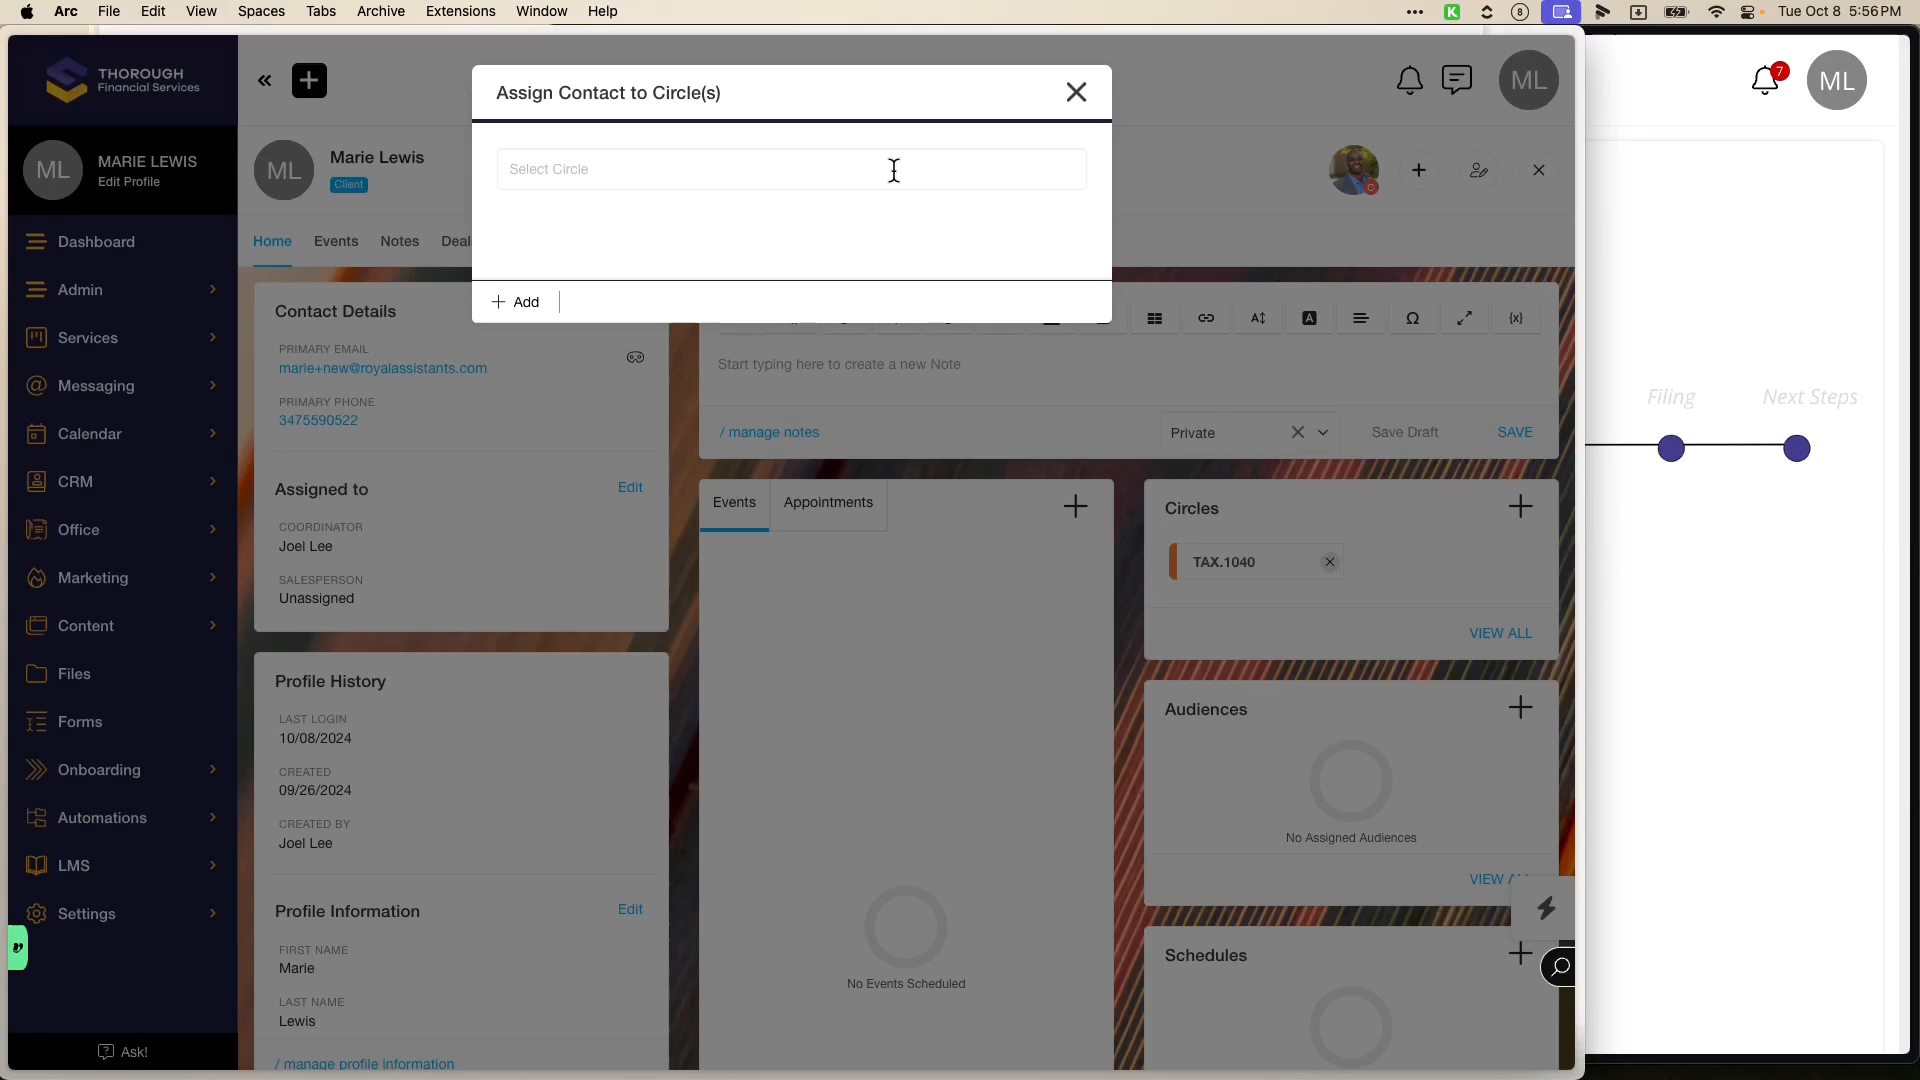 Arc File Edit View Spaces Tabs Archive Extensions Window Help
8
Tue Oct 8 5:56 PM
THOROUGH
Financial Services
ML
MARIE LEWIS
Edit Profile
Dashboard
Admin
Services
Messaging
Calendar
CRM
Office
Marketing
Content
Files
Forms
Onboarding
Automations
LMS
Settings
Ask!
ML
ML
Marie Lewis
Client
C
Home Events Notes Deal
Assign Contact to Circle(s)
Select Circle
Add
Contact Details
PRIMARY EMAIL
marie+new@royalassistants.com
PRIMARY PHONE
3475590522
Assigned to
Edit
COORDINATOR
Joel Lee
SALESPERSON
Unassigned
Profile History
LAST LOGIN
10/08/2024
CREATED
09/26/2024
CREATED BY
Joel Lee
Profile Information
Edit
FIRST NAME
Marie
LAST NAME
Lewis
/ manage profile information
Start typing here to create a new Note
/ manage notes
Private
Save Draft
SAVE
Events
Appointments
No Events Scheduled
Circles
TAX.1040
VIEW ALL
Audiences
No Assigned Audiences
VIEW
Schedules
7
ML
Filing
Next Steps